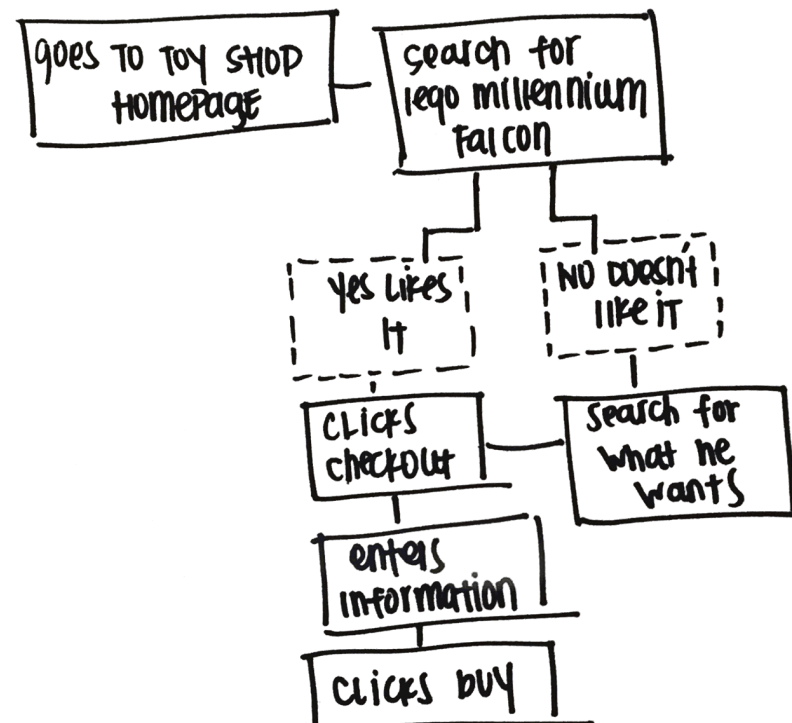 goes TO TOY SHOP
HOMEPAGE
search for
lego millennium
Falcon
Yes Likes
It
NO DOESN'T
like iT
CLICKS
checkout
search for
what he
wants
enters
information
clicks buy